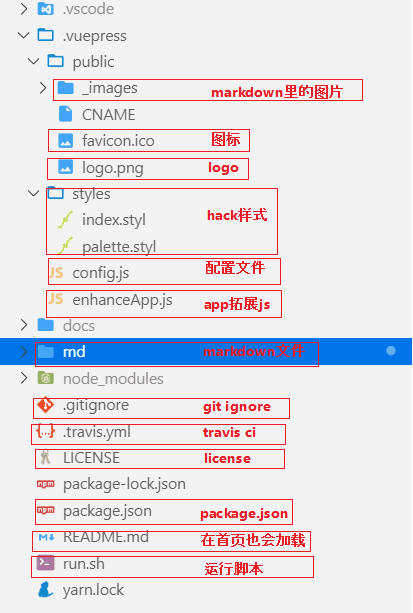 .vscode
.vuepress
public
_images markdown里的图片
CNAME
favicon.ico 图标
logo.png logo
styles
index.styl hack样式
palette.styl
config.js 配置文件
enhanceApp.js app拓展js
docs
md markdown文件
node_modules
.gitignore git ignore
.travis.yml travis ci
LICENSE license
package-lock.json
package.json package.json
README.md 在首页也会加载
run.sh 运行脚本
yarn.lock